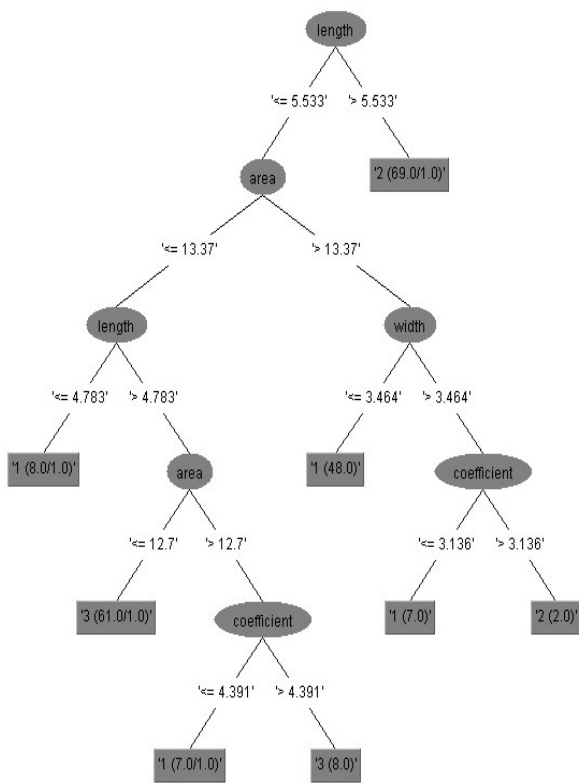 length
'<= 5.533' '> 5.533'
area '2 (69.0/1.0)'
'<= 13.37' '> 13.37'
length width
'<= 4.783' '> 4.783' '<= 3.464' '> 3.464'
'1 (8.0/1.0)' area '1 (48.0)' coefficient
'<= 12.7' '> 12.7' '<= 3.136' '> 3.136'
'3 (61.0/1.0)' coefficient '1 (7.0)' '2 (2.0)'
'<= 4.391' '> 4.391'
'1 (7.0/1.0)' '3 (8.0)'